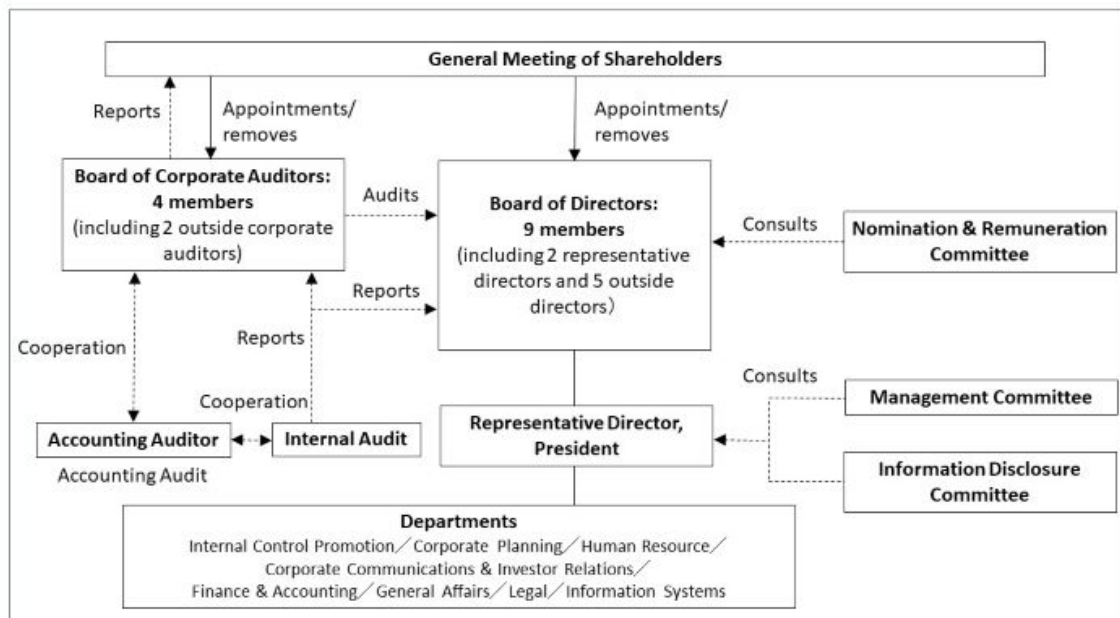 General Meeting of Shareholders
Reports
Appointments/
removes
Appointments/
removes
Board of Corporate Auditors:
4 members
(including 2 outside corporate
auditors)
Audits
Board of Directors:
9 members
(including 2 representative
directors and 5 outside
directors）
Consults
Nomination & Remuneration
Committee
Reports
Cooperation
Reports
Cooperation
Accounting Auditor
Internal Audit
Accounting Audit
Representative Director,
President
Consults
Management Committee
Information Disclosure
Committee
Departments
Internal Control Promotion／Corporate Planning／Human Resource／
Corporate Communications & Investor Relations／
Finance & Accounting／General Affairs／Legal／Information Systems